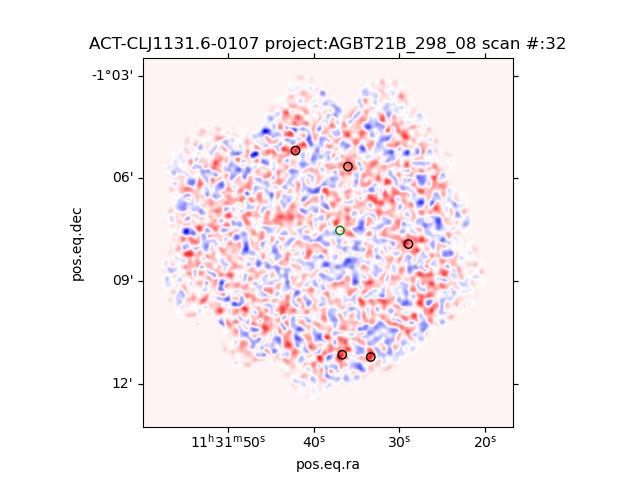 ACT-CLJ1131.6-0107 project:AGBT21B_298_08 scan #:32
-1°03'
06'
09'
12'
pos.eq.dec
11h31m50s 40s 30s 20s
pos.eq.ra